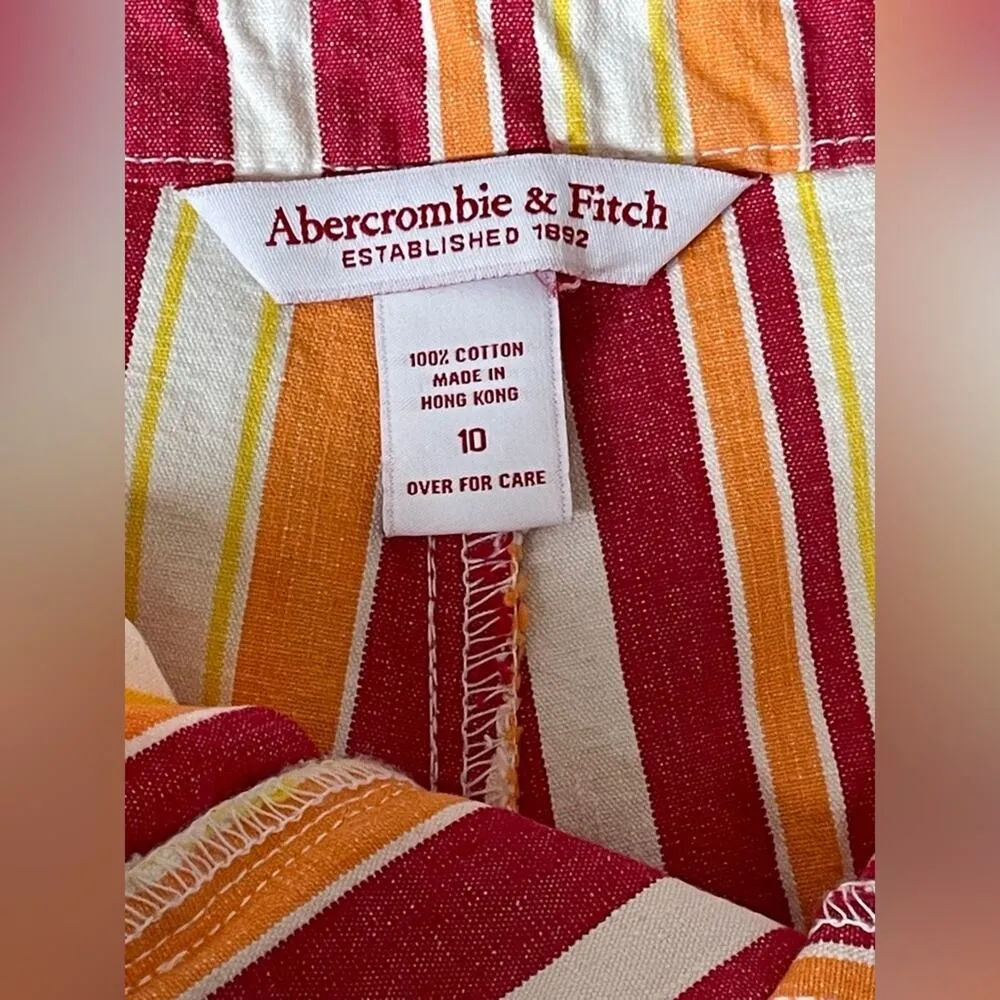 Abercrombie & Fitch
ESTABLISHED 1892
100% COTTON
MADE IN
HONG KONG
10
OVER FOR CARE